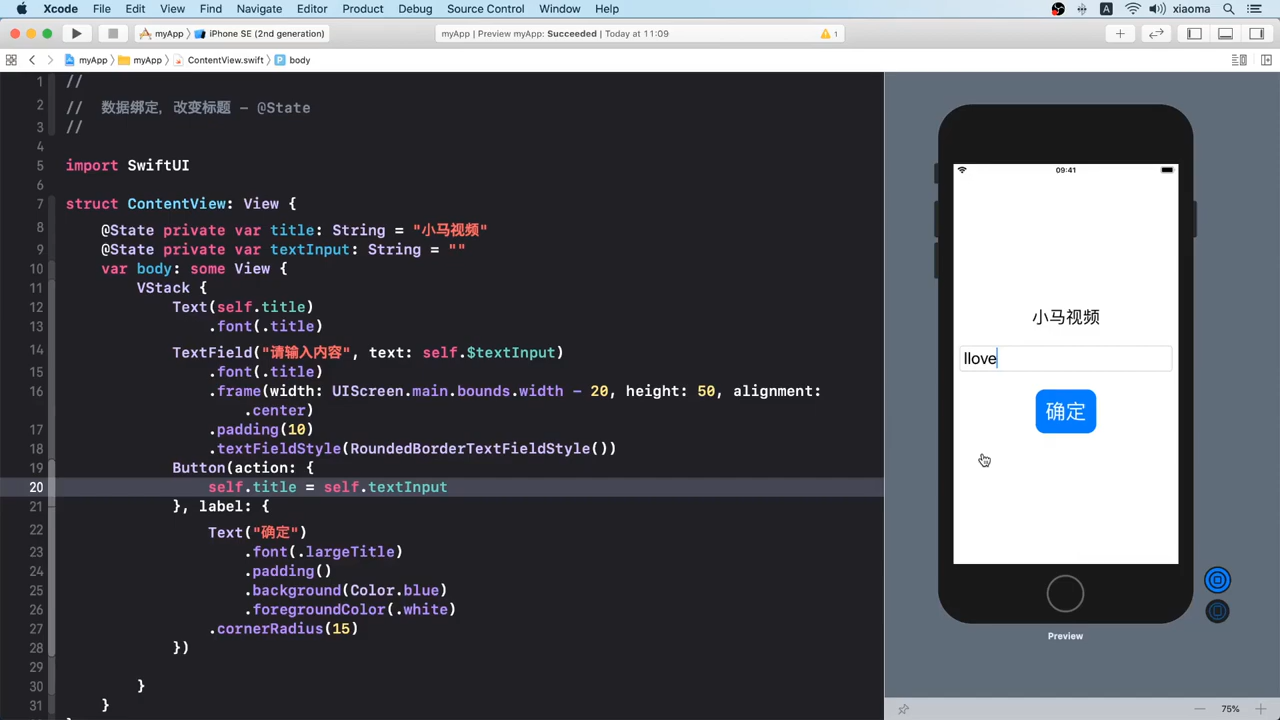 Xcode File Edit View Find Navigate Editor Product Debug Source Control Window Help A xiaoma
myApp iPhone SE (2nd generation) myApp | Preview myApp: Succeeded | Today at 11:09 1
myApp myApp ContentView.swift P body
1 //
2 // 数据绑定，改变标题 - @State
3 //
4
5 import SwiftUI
6
7 struct ContentView: View {
8 @State private var title: String = "小马视频"
9 @State private var textInput: String = ""
10 var body: some View {
11 VStack {
12 Text(self.title)
13 .font(.title)
14 TextField("请输入内容", text: self.$textInput)
15 .font(.title)
16 .frame(width: UIScreen.main.bounds.width - 20, height: 50, alignment:
.center)
17 .padding(10)
18 .textFieldStyle(RoundedBorderTextFieldStyle())
19 Button(action: {
20 self.title = self.textInput
21 }, label: {
22 Text("确定")
23 .font(.largeTitle)
24 .padding()
25 .background(Color.blue)
26 .foregroundColor(.white)
27 .cornerRadius(15)
28 })
29
30 }
31 }
09:41
小马视频
Ilove
确定
Preview
75%